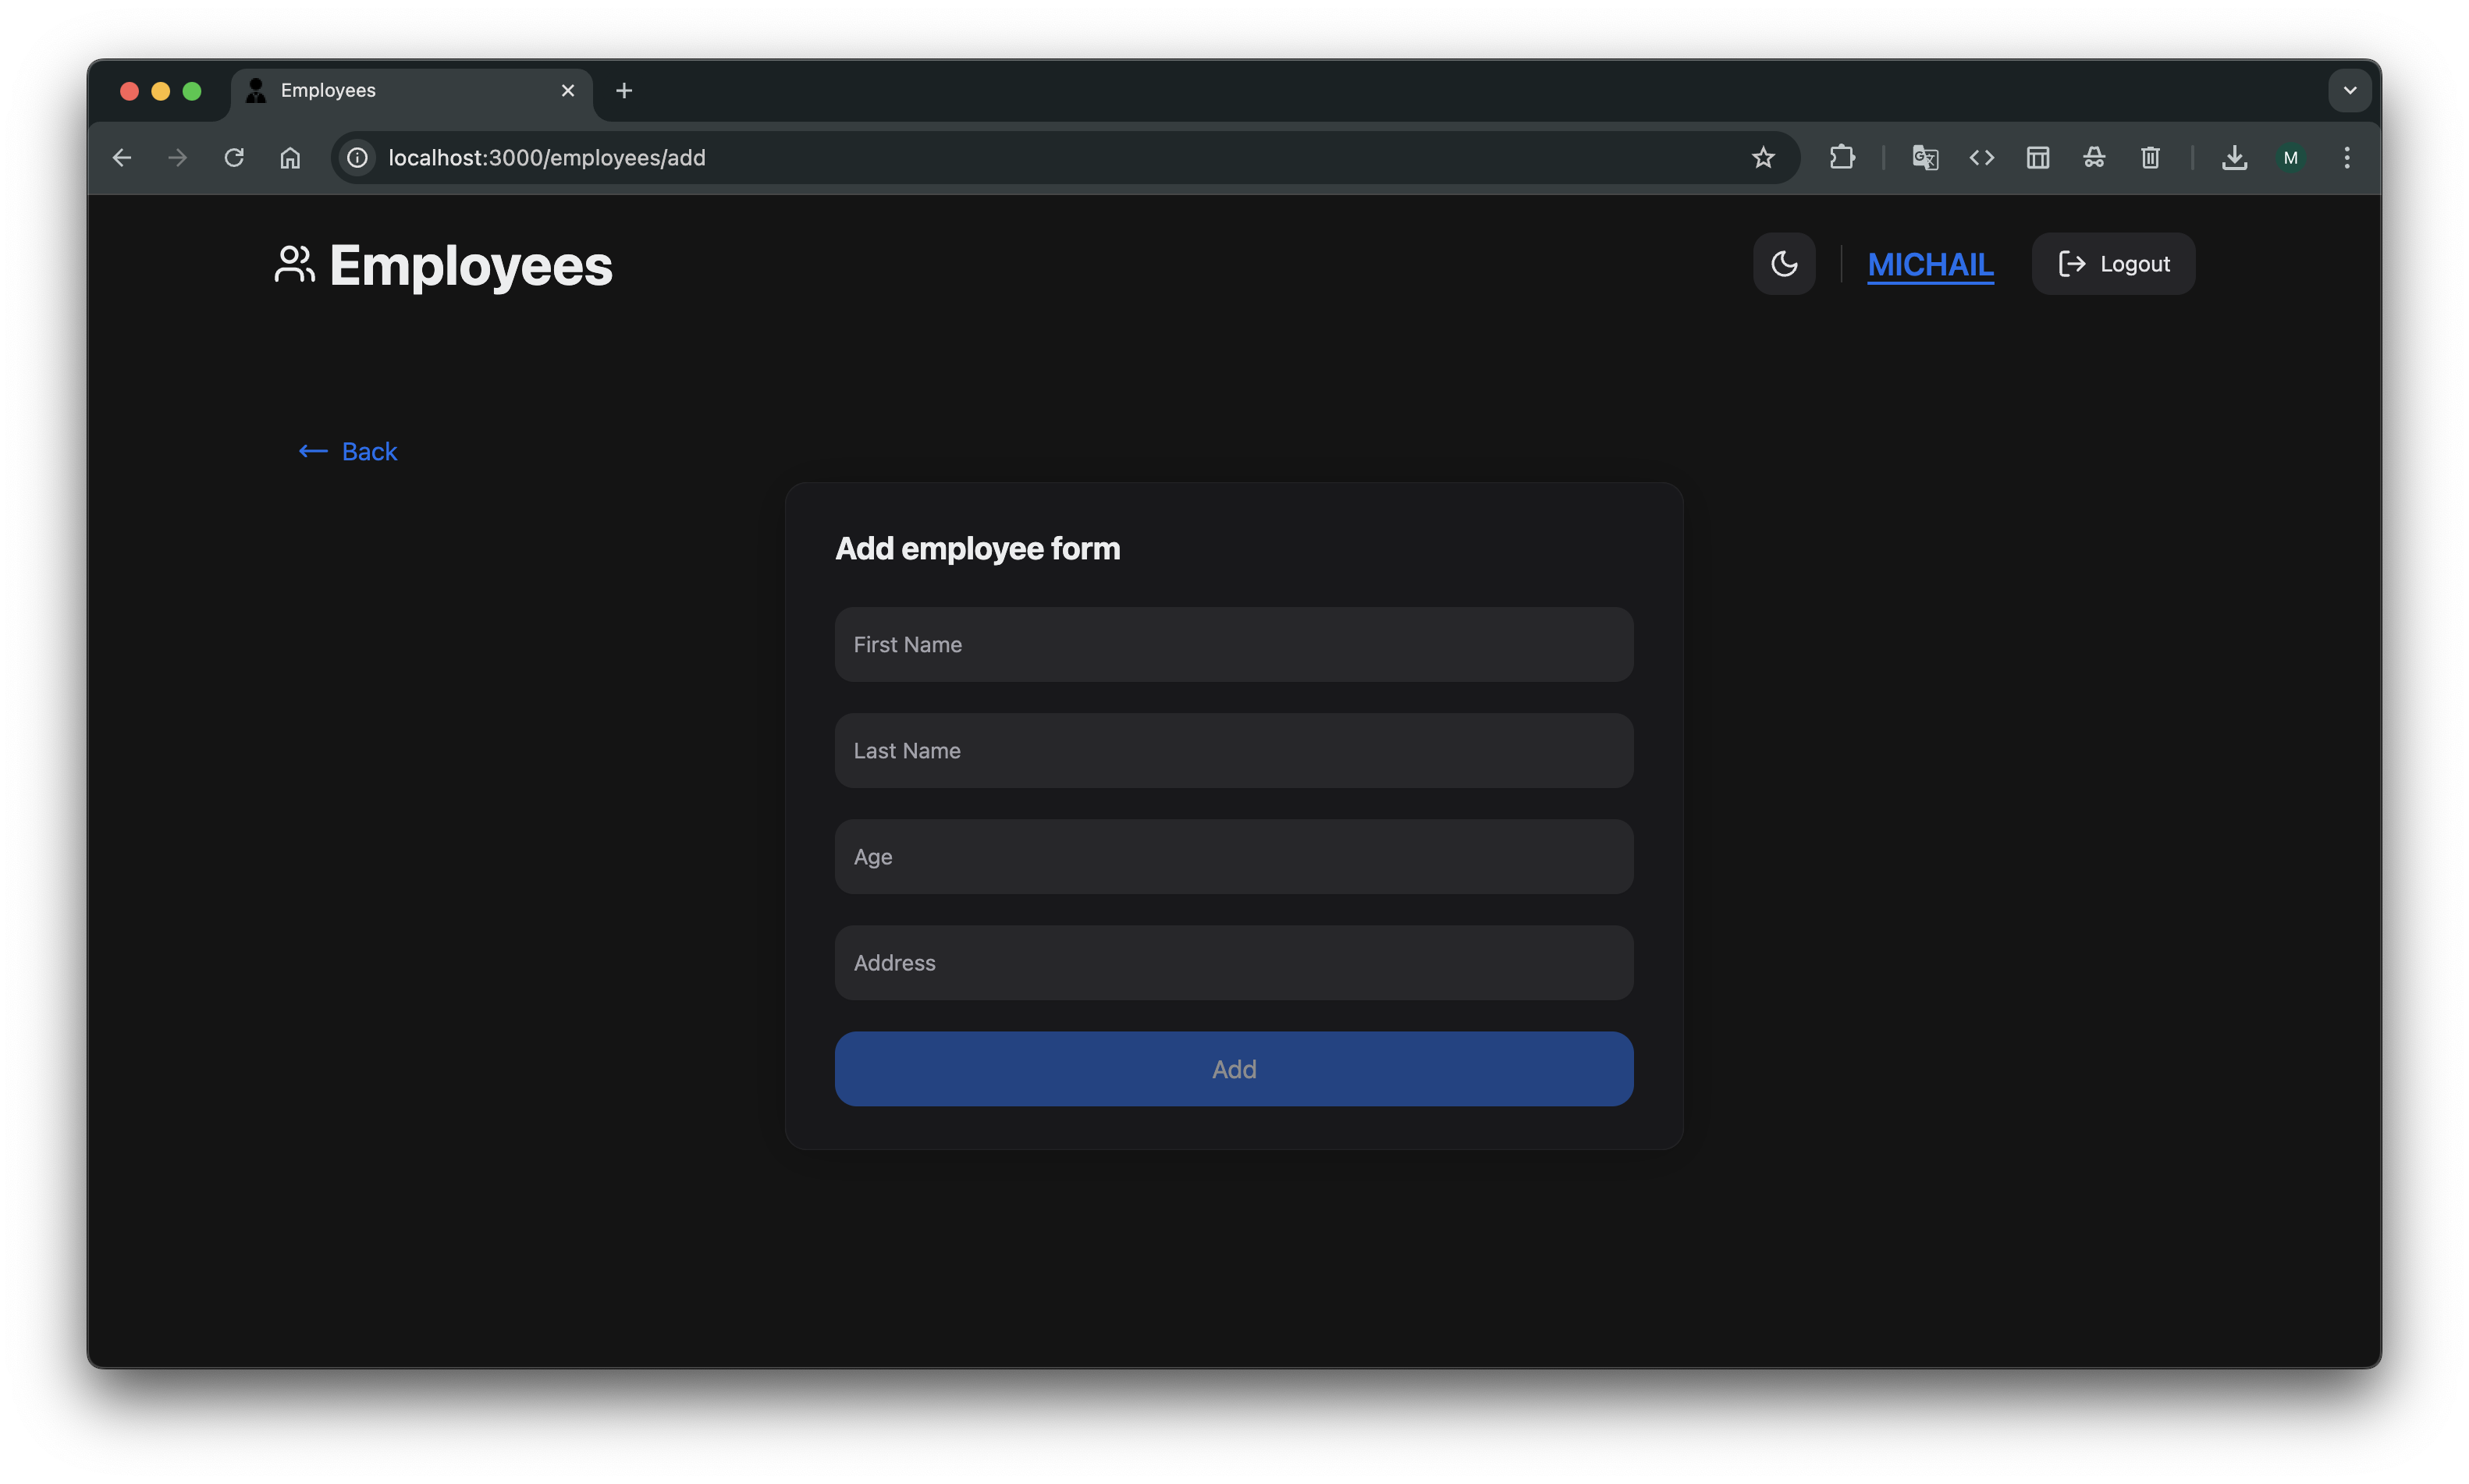 Employees
localhost:3000/employees/add
M
Employees
MICHAIL
Logout
Back
Add employee form
First Name
Last Name
Age
Address
Add